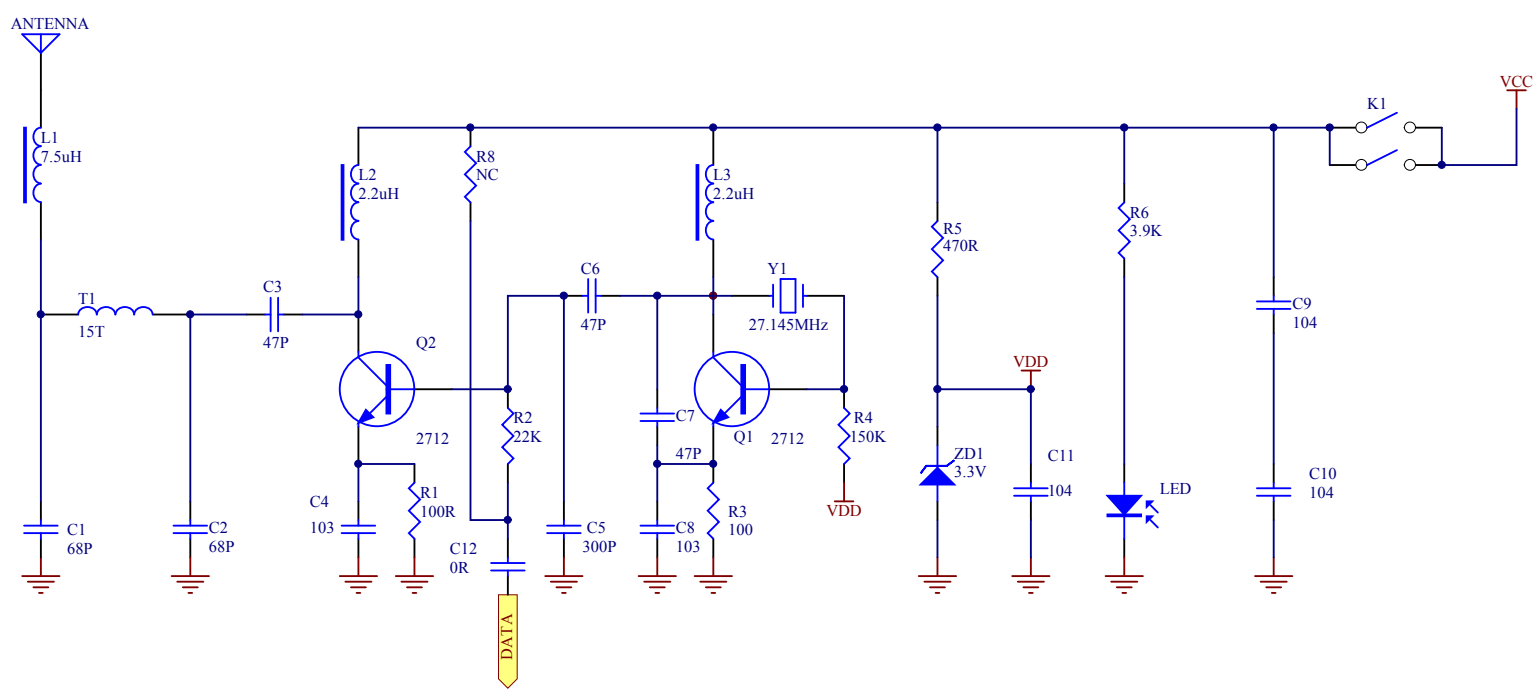 ANTENNA
L1
7.5uH
L2
2.2uH
R8
NC
L3
2.2uH
K1
VCC
R5
470R
R6
3.9K
T1
15T
C3
47P
C6
47P
Y1
27.145MHz
C9
104
Q2
2712
R2
22K
C7
47P
Q1
2712
R4
150K
VDD
VDD
ZD1
3.3V
C11
104
LED
C10
104
C1
68P
C2
68P
C4
103
R1
100R
C12
0R
C5
300P
C8
103
R3
100
DATA